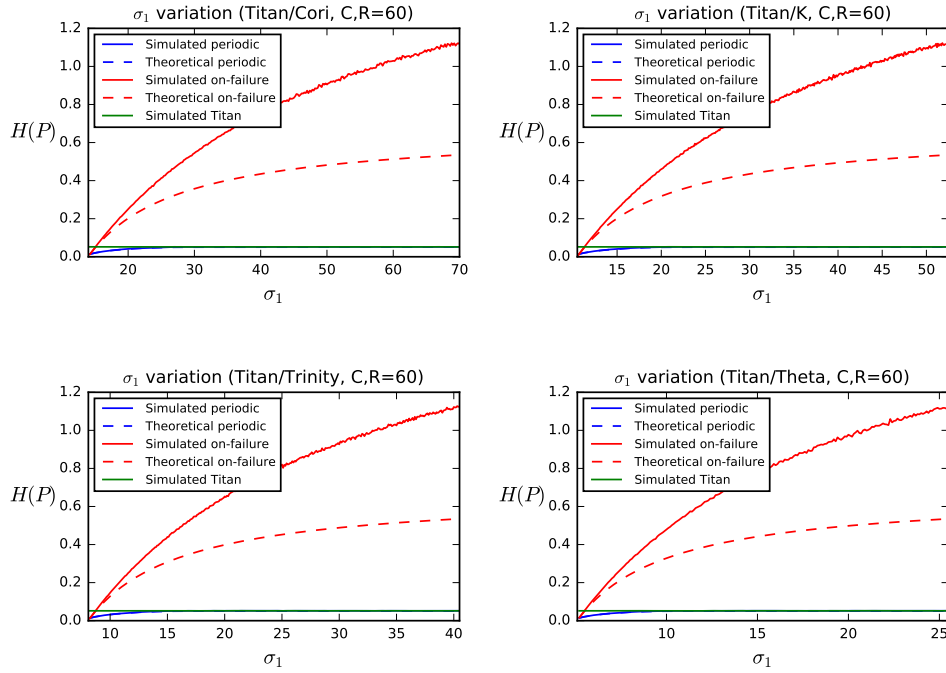 σ₁ variation (Titan/Cori, C,R=60)
H(P)
1.2
1.0
0.8
0.6
0.4
0.2
0.0
Simulated periodic
Theoretical periodic
Simulated on-failure
Theoretical on-failure
Simulated Titan
20 30 40 50 60 70
σ₁
σ₁ variation (Titan/K, C,R=60)
H(P)
1.2
1.0
0.8
0.6
0.4
0.2
0.0
Simulated periodic
Theoretical periodic
Simulated on-failure
Theoretical on-failure
Simulated Titan
15 20 25 30 35 40 45 50
σ₁
σ₁ variation (Titan/Trinity, C,R=60)
H(P)
1.2
1.0
0.8
0.6
0.4
0.2
0.0
Simulated periodic
Theoretical periodic
Simulated on-failure
Theoretical on-failure
Simulated Titan
10 15 20 25 30 35 40
σ₁
σ₁ variation (Titan/Theta, C,R=60)
H(P)
1.2
1.0
0.8
0.6
0.4
0.2
0.0
Simulated periodic
Theoretical periodic
Simulated on-failure
Theoretical on-failure
Simulated Titan
10 15 20 25
σ₁